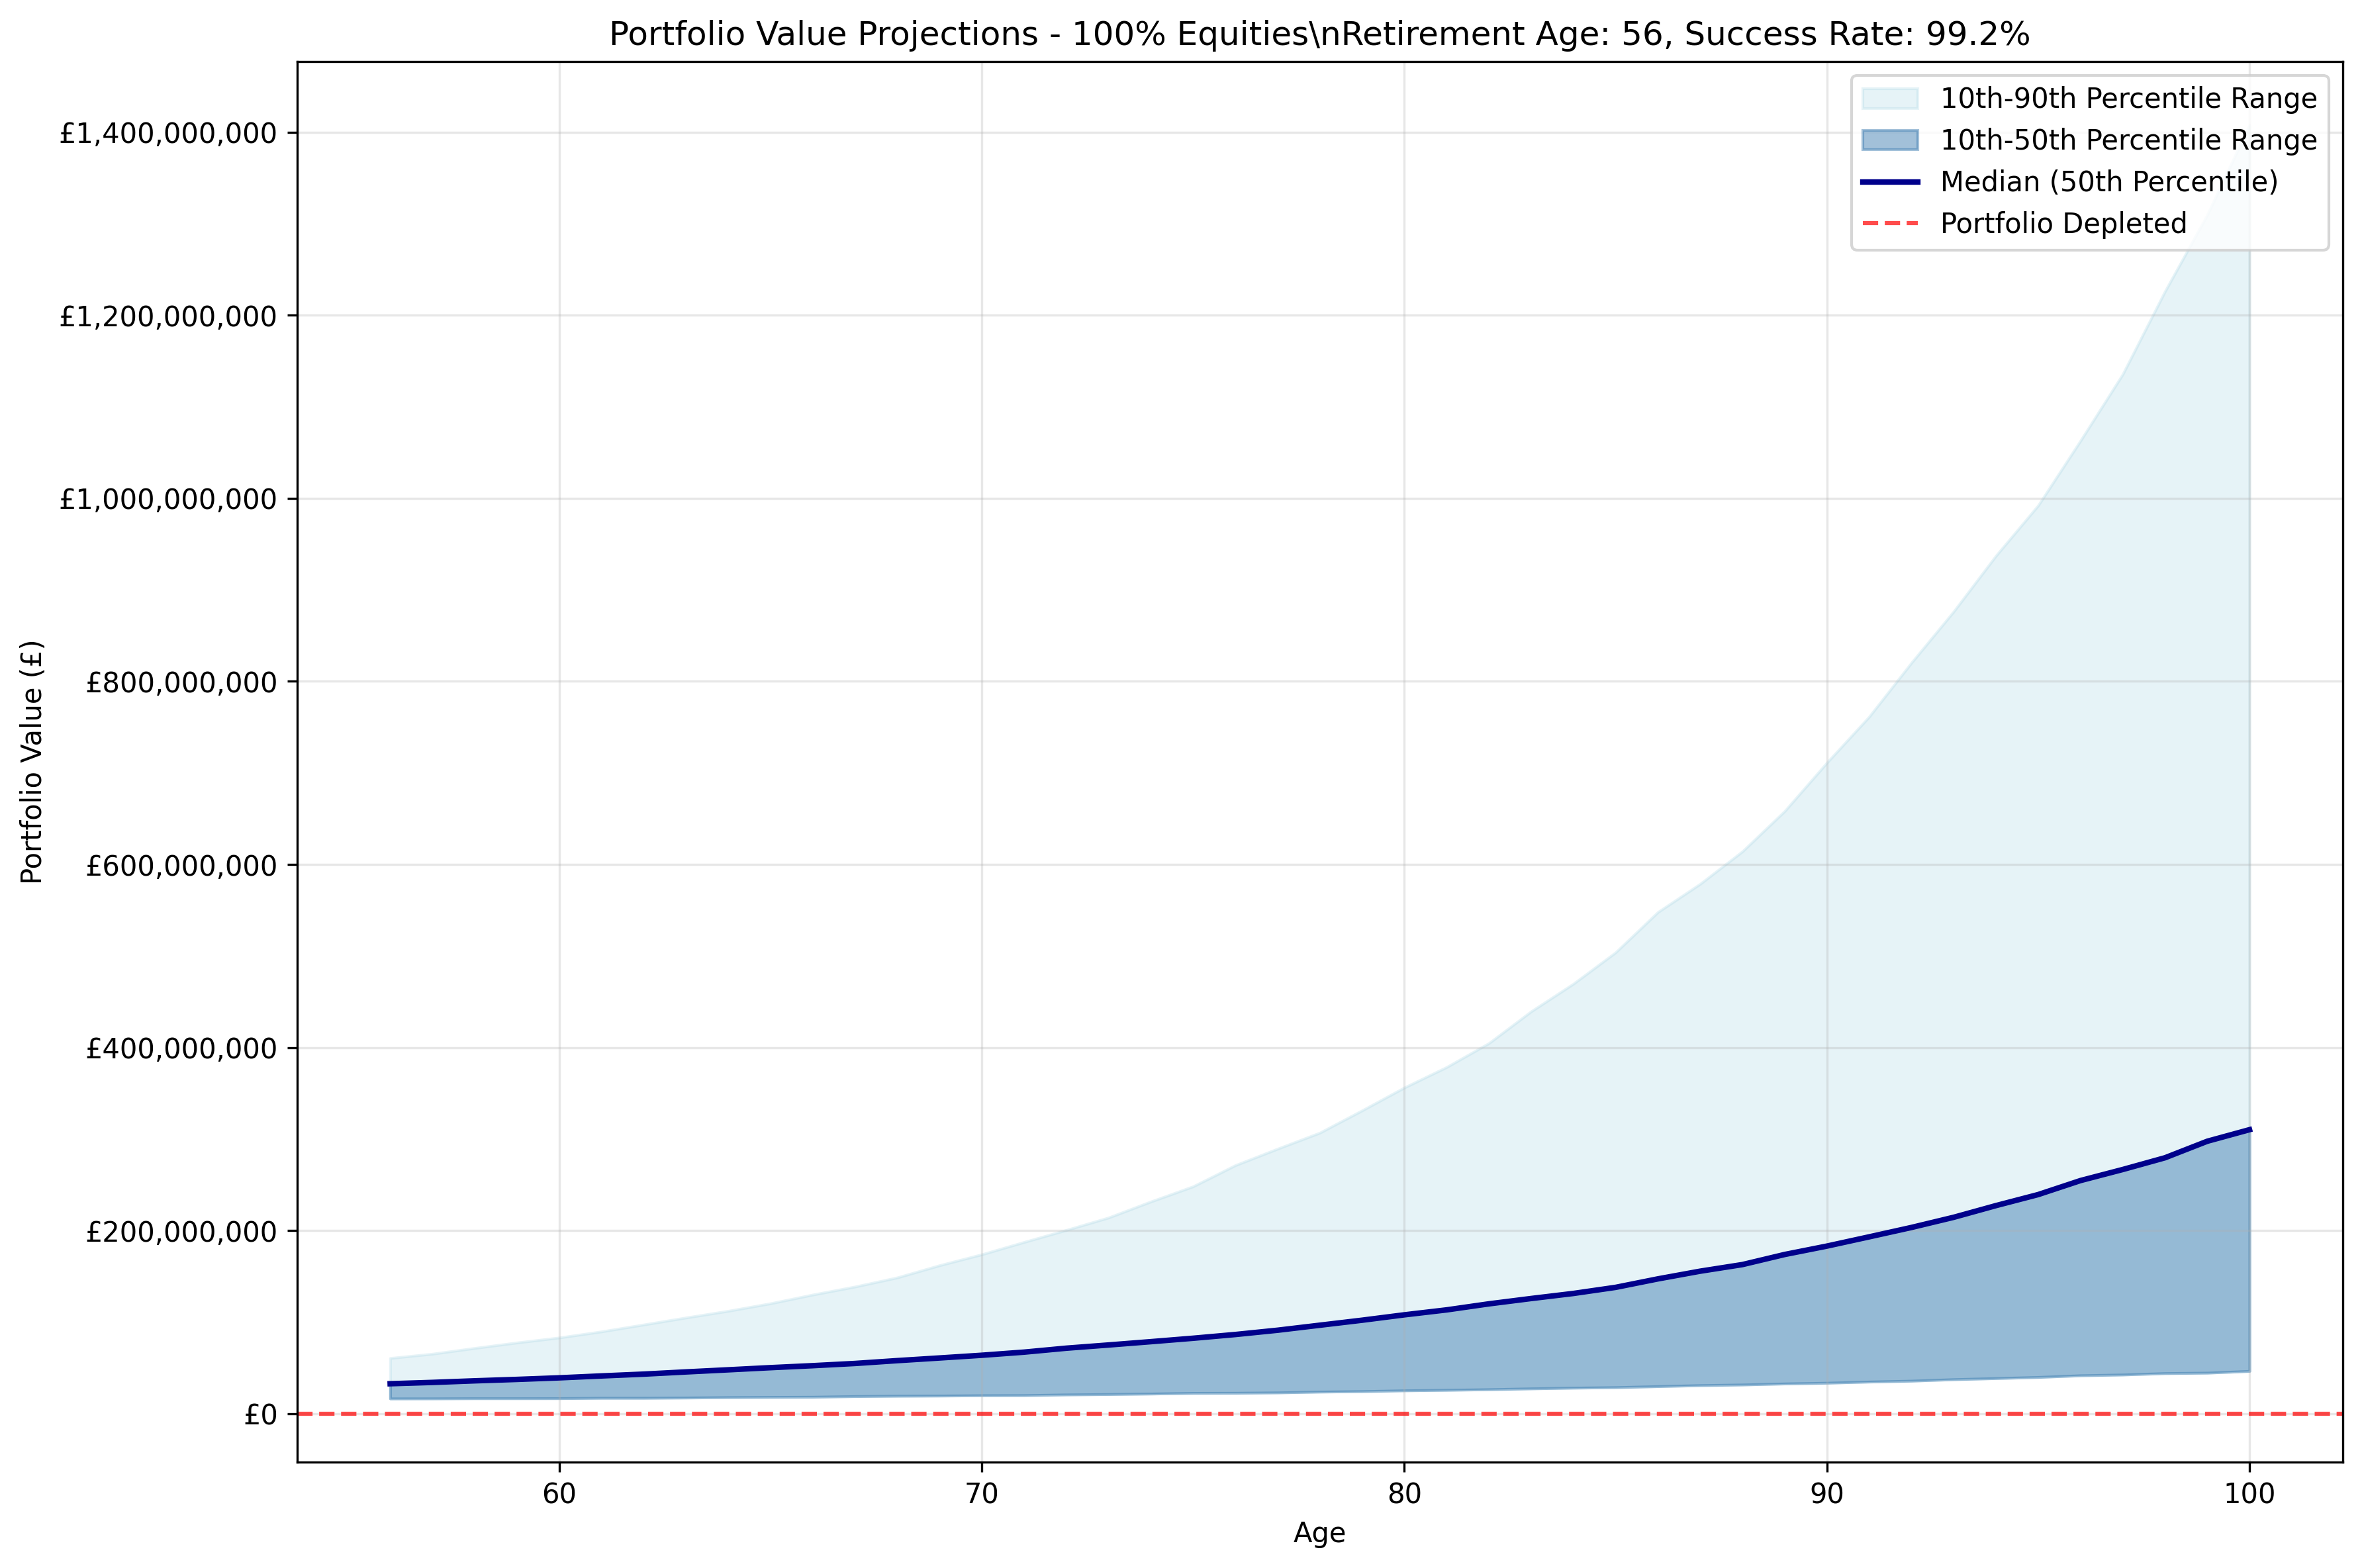 Portfolio Value Projections - 100% Equities\nRetirement Age: 56, Success Rate: 99.2%
10th-90th Percentile Range
10th-50th Percentile Range
Median (50th Percentile)
Portfolio Depleted
Portfolio Value (£)
£1,400,000,000
£1,200,000,000
£1,000,000,000
£800,000,000
£600,000,000
£400,000,000
£200,000,000
£0
60
70
80
90
100
Age